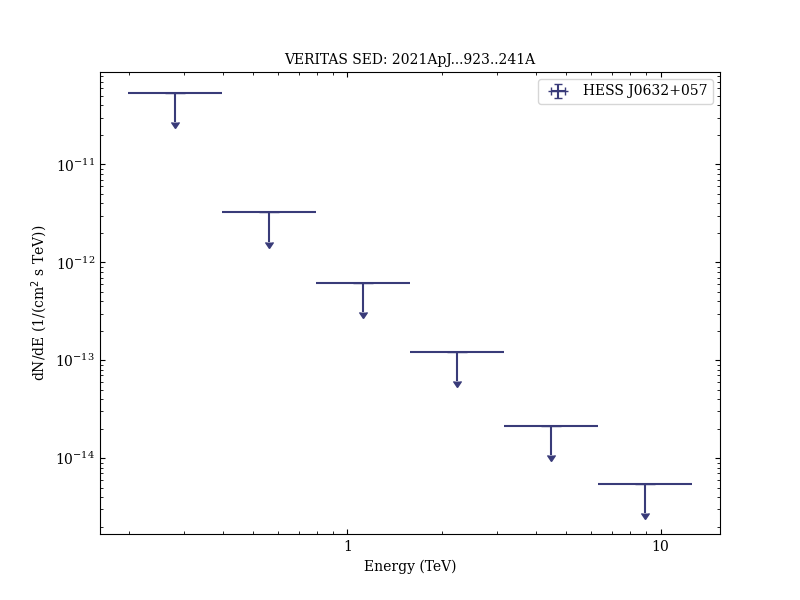 VERITAS SED: 2021ApJ...923..241A
HESS J0632+057
10⁻¹¹
10⁻¹²
10⁻¹³
10⁻¹⁴
dN/dE (1/(cm² s TeV))
1
10
Energy (TeV)